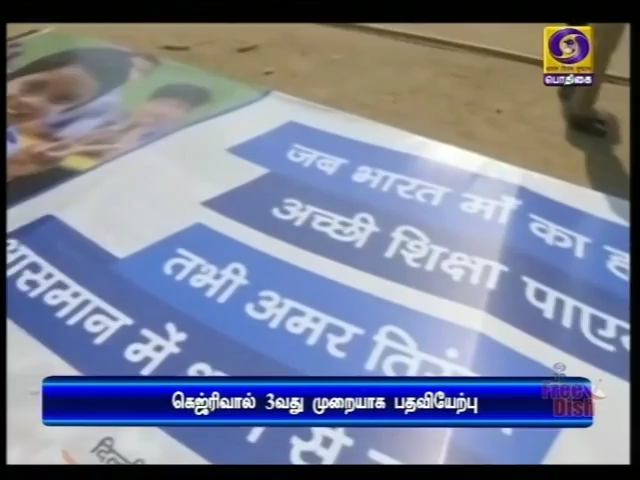 பொதிகை
जब भारत माँ का
अच्छी शिक्षा
तभी अमर
आसमान में
से
கெஜ்ரிவால் 3வது முறையாக பதவியேற்பு
Free
Dish